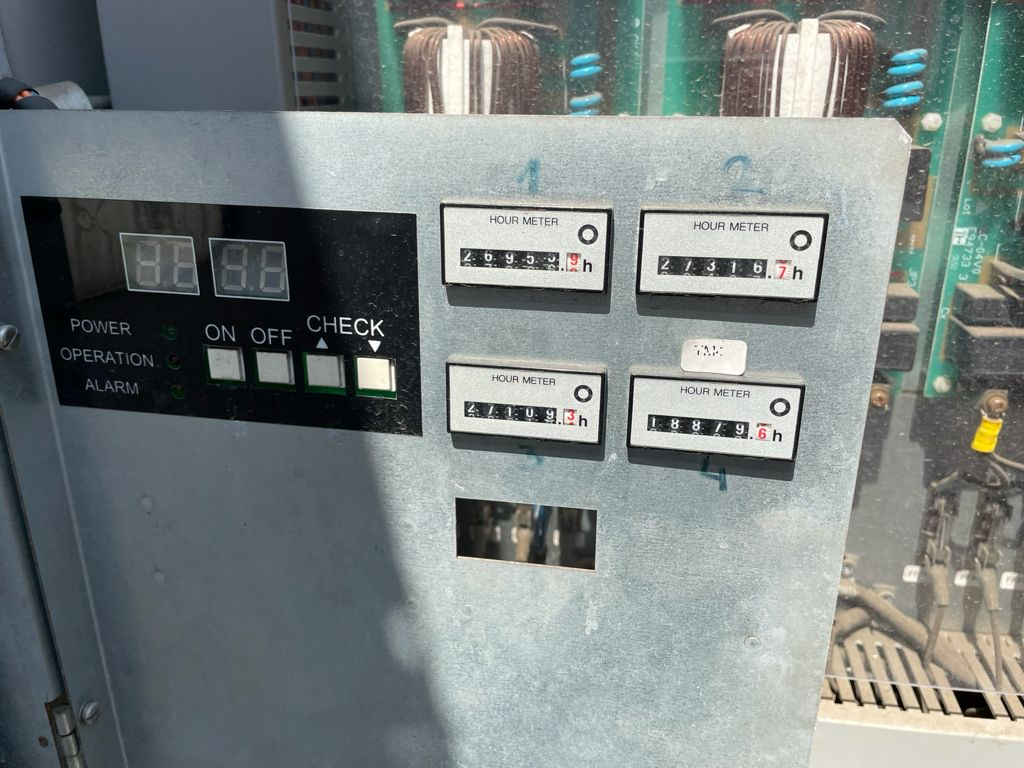 1
2
HOUR METER
26955.9h
HOUR METER
27316.7h
POWER
OPERATION
ALARM
ON
OFF
CHECK
▲
▼
HOUR METER
27109.3h
HOUR METER
18879.6h
3
4